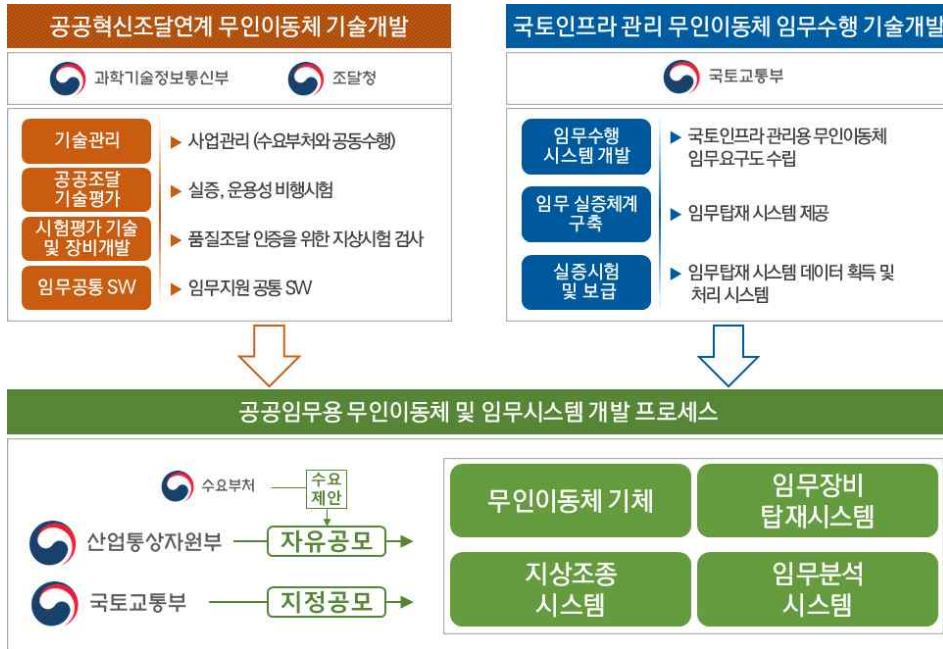 공공혁신조달연계 무인이동체 기술개발
과학기술정보통신부
조달청
기술관리
사업관리 (수요부처와 공동수행)
공공조달
기술평가
실증, 운용성 비행시험
시험평가 기술
및 장비개발
품질조달 인증을 위한 지상시험 검사
임무공통 SW
임무지원 공통 SW
국토인프라 관리 무인이동체 임무수행 기술개발
국토교통부
임무수행
시스템 개발
국토인프라 관리용 무인이동체
임무요구도 수립
임무 실증체계
구축
임무탑재 시스템 제공
실증시험
및 보급
임무탑재 시스템 데이터 획득 및
처리 시스템
공공임무용 무인이동체 및 임무시스템 개발 프로세스
수요부처
수요
제안
산업통상자원부
자유공모
국토교통부
지정공모
무인이동체 기체
임무장비
탑재시스템
지상조종
시스템
임무분석
시스템